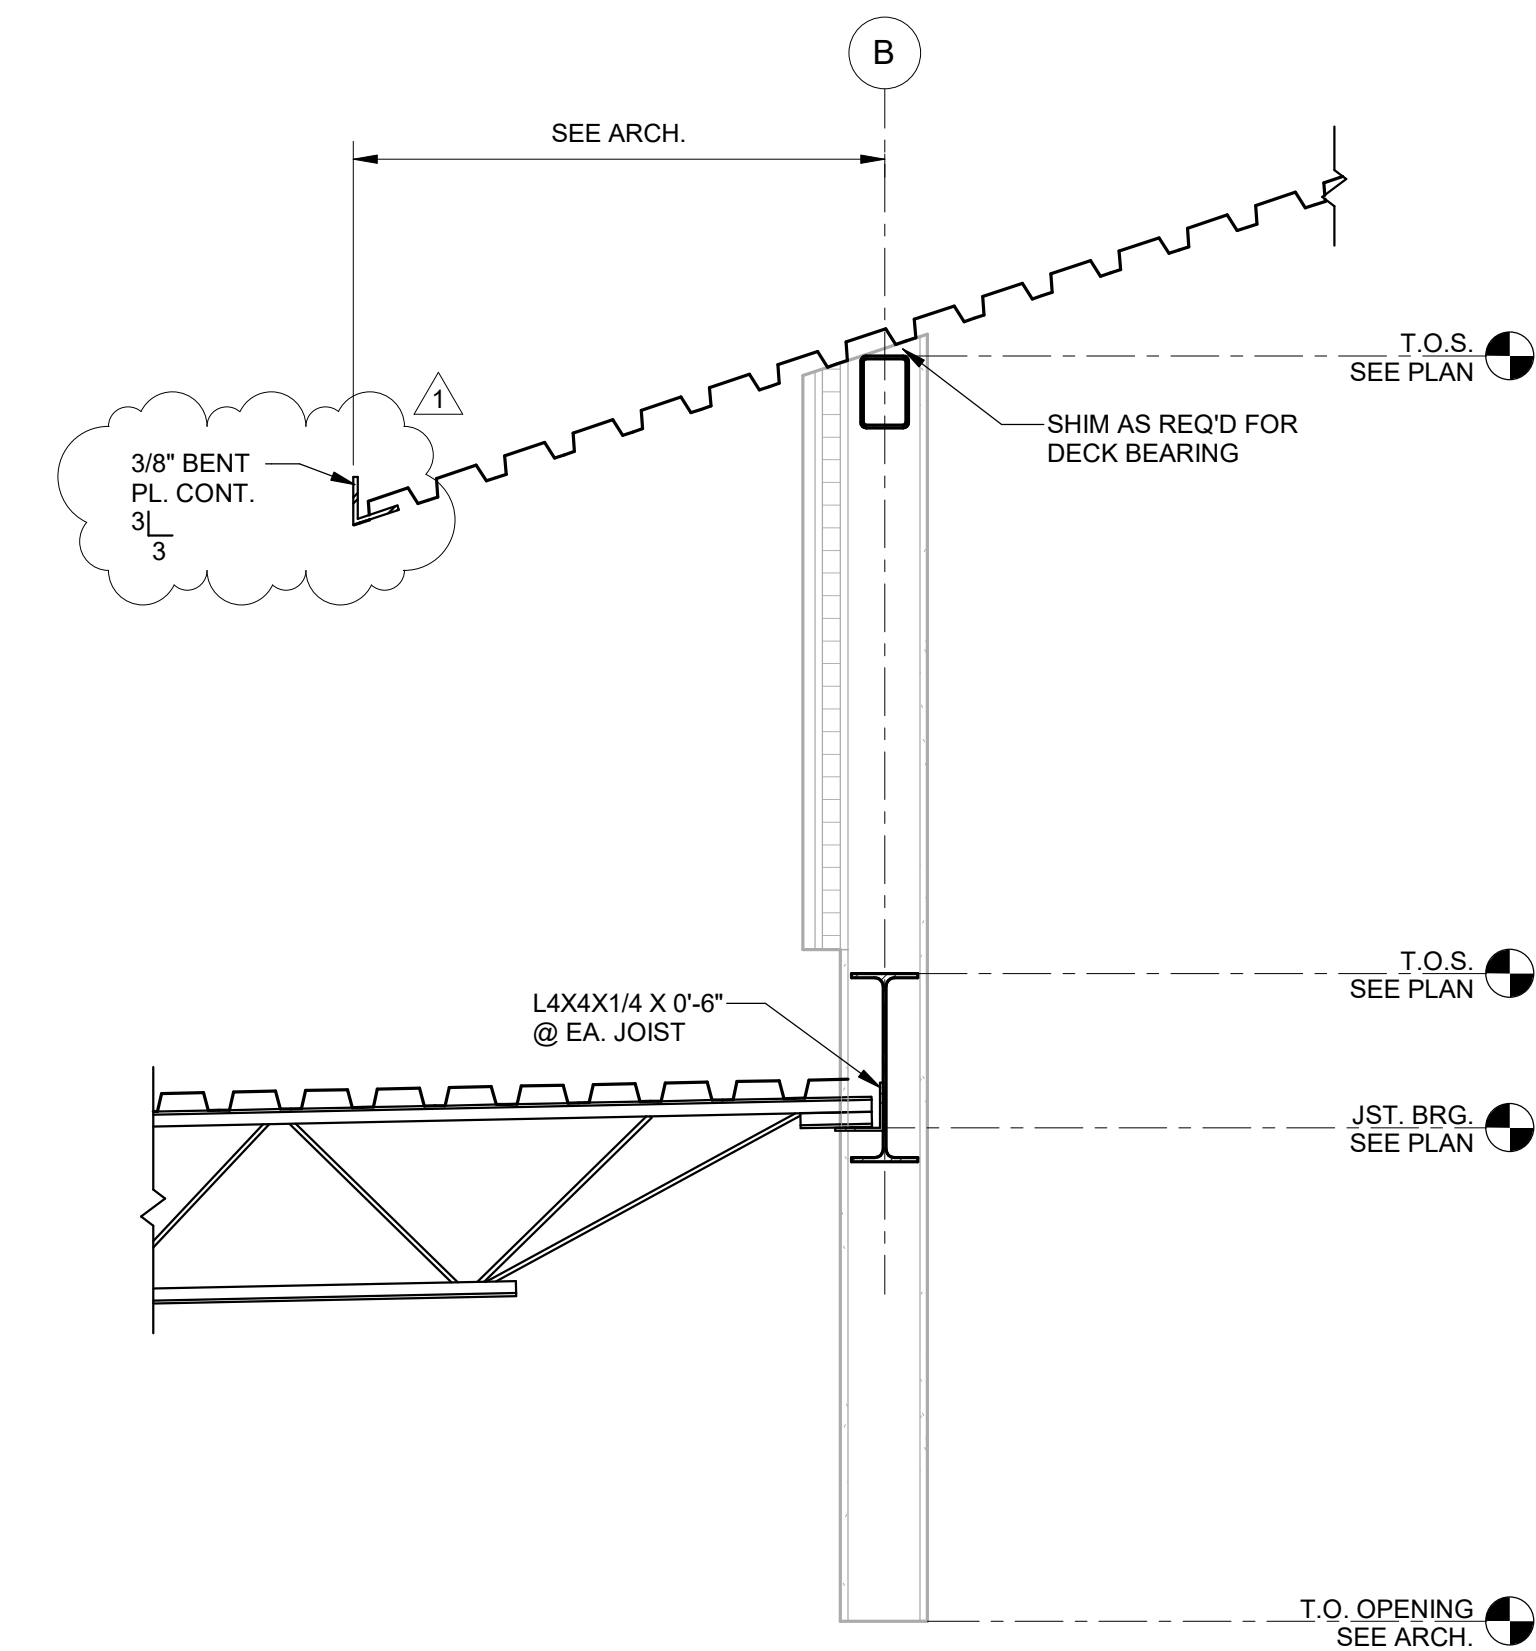 B
SEE ARCH.
T.O.S.
SEE PLAN
1
SHIM AS REQ'D FOR
DECK BEARING
3/8" BENT
PL. CONT.
3
3
T.O.S.
SEE PLAN
L4X4X1/4 X 0'-6"
@ EA. JOIST
JST. BRG.
SEE PLAN
T.O. OPENING
SEE ARCH.